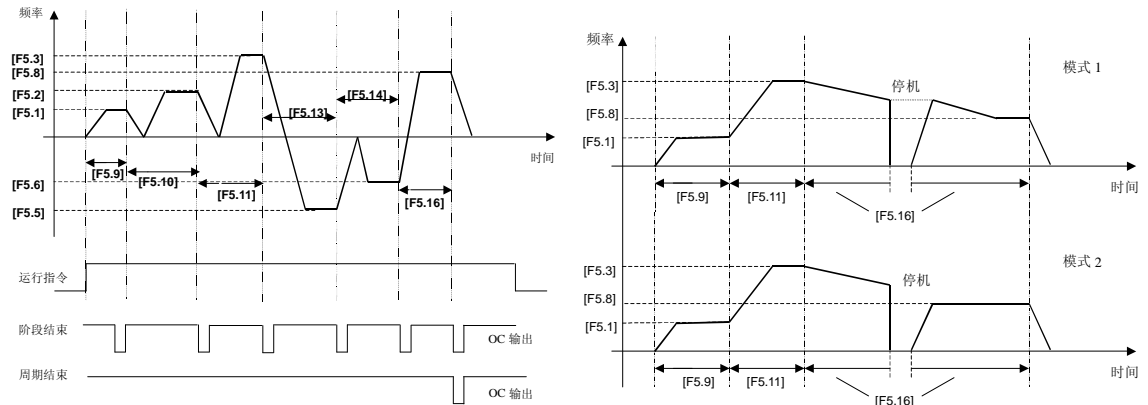 频率
[F5.3]
[F5.8]
[F5.2]
[F5.1]
[F5.14]
[F5.13]
时间
[F5.9]
[F5.10]
[F5.11]
[F5.6]
[F5.16]
[F5.5]
运行指令
阶段结束
OC 输出
周期结束
OC 输出
频率
模式 1
[F5.3]
停机
[F5.8]
[F5.1]
时间
[F5.9]
[F5.11]
[F5.16]
频率
模式 2
[F5.3]
停机
[F5.8]
[F5.1]
时间
[F5.9]
[F5.11]
[F5.16]